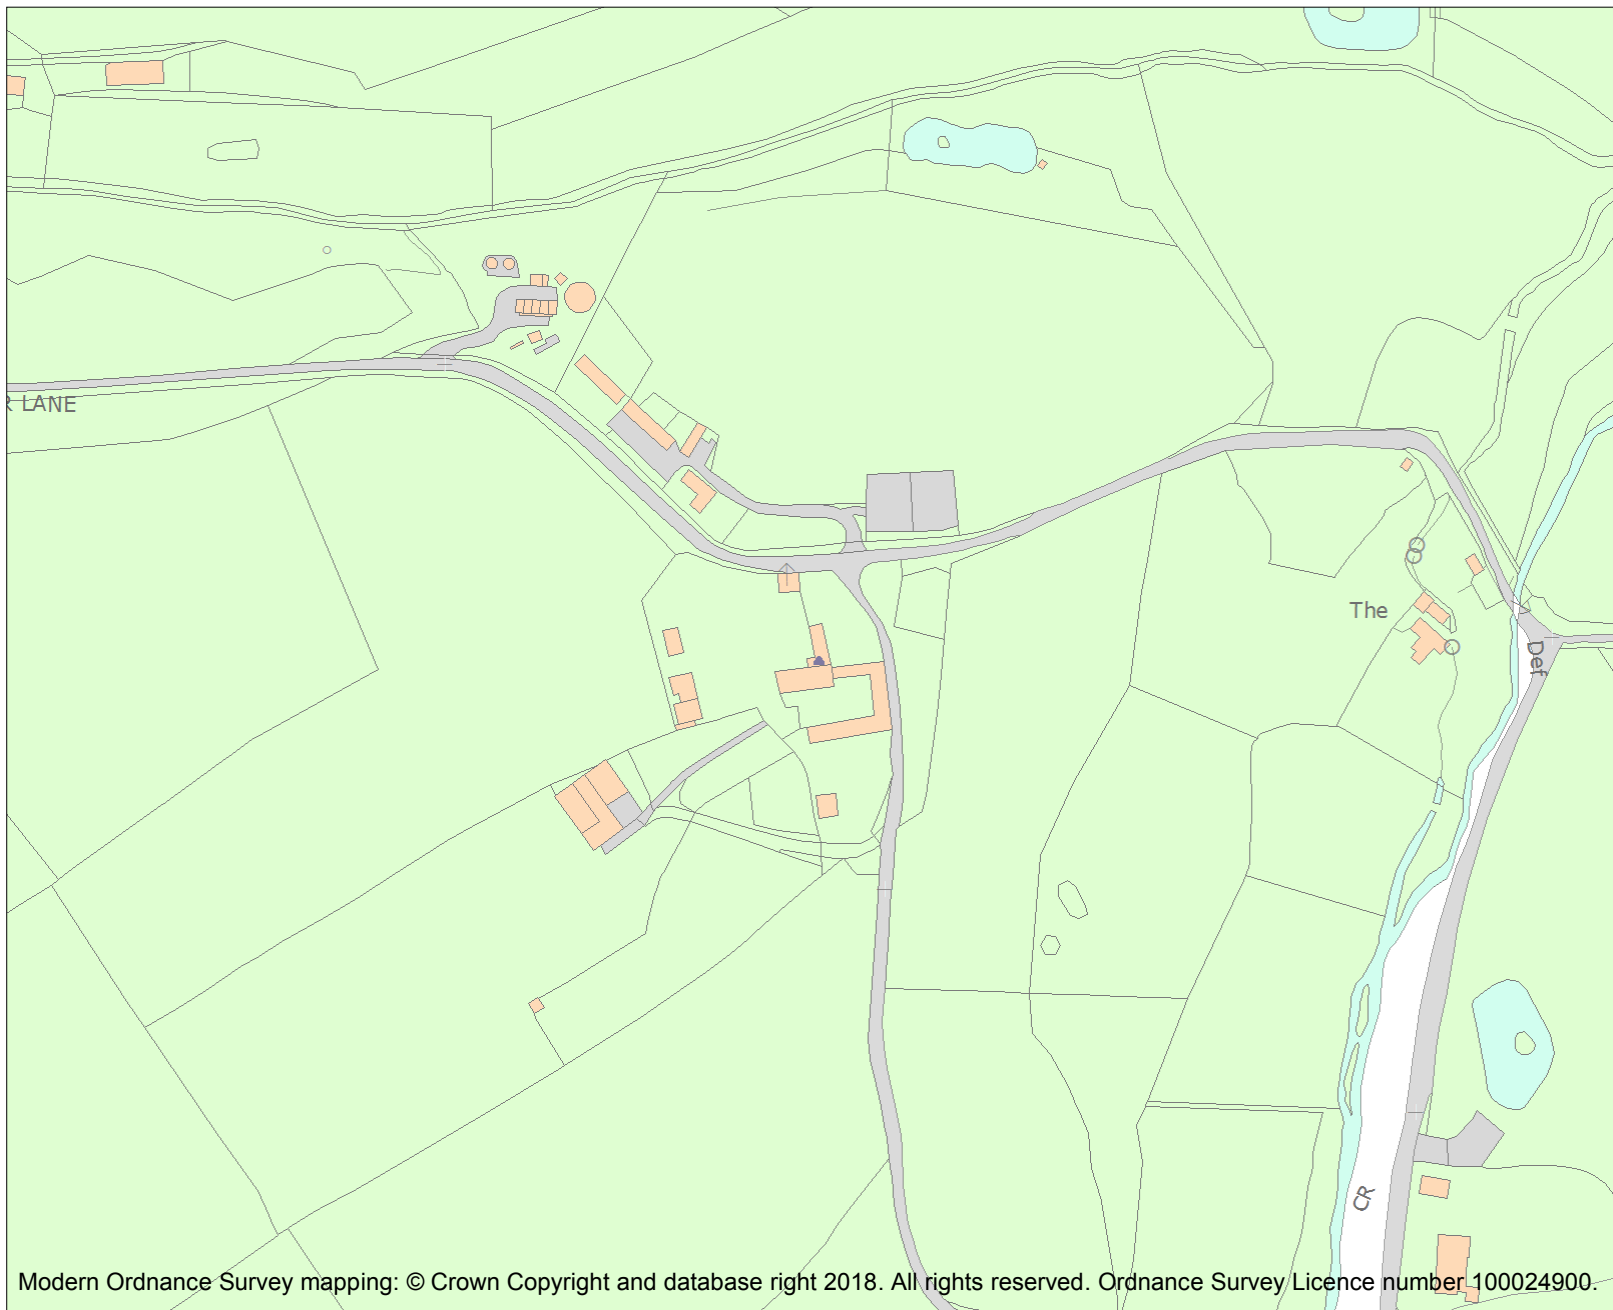 R LANE
The
Def
CR
Modern Ordnance Survey mapping: © Crown Copyright and database right 2018. All rights reserved. Ordnance Survey Licence number 100024900.